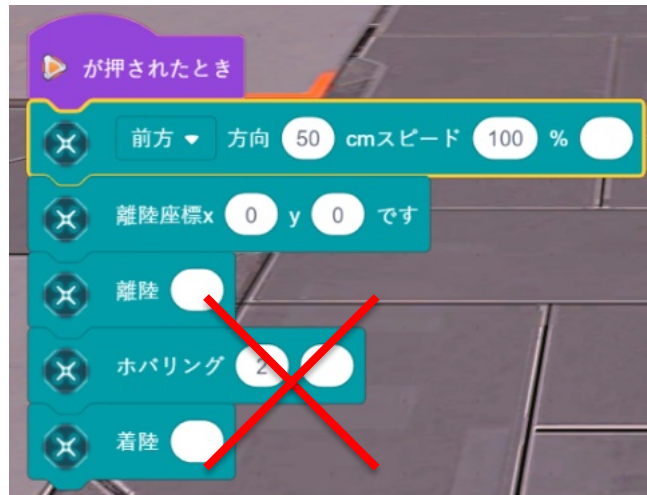 が押されたとき
前方 方向 50 cmスピード 100 %
離陸座標x 0 y 0 です
離陸
ホバリング 2
着陸